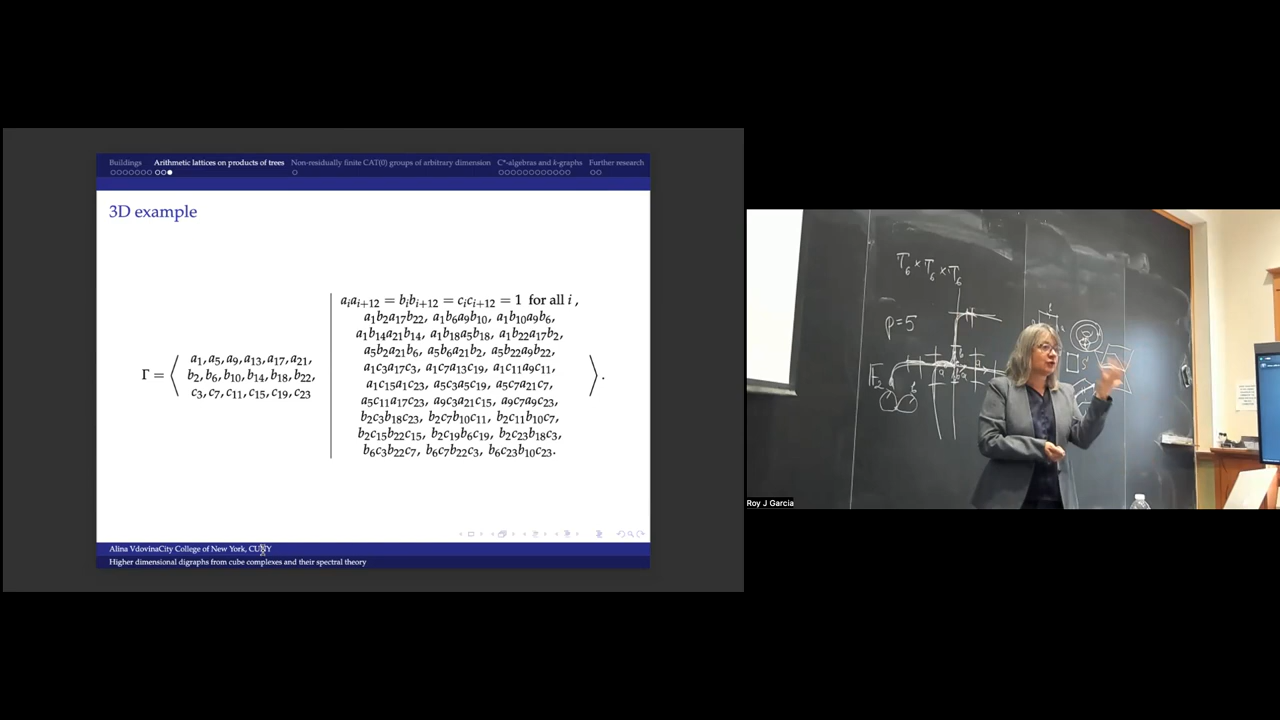 Buildings Arithmetic lattices on products of trees Non-residually finite CAT(0) groups of arbitrary dimension C*-algebras and k-graphs Further research
3D example
Γ = ⟨ a₁, a₅, a₉, a₁₃, a₁₇, a₂₁,
b₂, b₆, b₁₀, b₁₄, b₁₈, b₂₂,
c₃, c₇, c₁₁, c₁₅, c₁₉, c₂₃
aᵢaᵢ₊₁₂ = bᵢbᵢ₊₁₂ = cᵢcᵢ₊₁₂ = 1 for all i ,
a₁b₂a₁₇b₂₂, a₁b₆a₉b₁₀, a₁b₁₀a₉b₆,
a₁b₁₄a₂₁b₁₄, a₁b₁₈a₅b₁₈, a₁b₂₂a₁₇b₂,
a₅b₂a₂₁b₆, a₅b₆a₂₁b₂, a₅b₂₂a₉b₂₂,
a₁c₃a₁₇c₃, a₁c₇a₁₃c₁₉, a₁c₁₁a₉c₁₁,
a₁c₁₅a₁c₂₃, a₅c₃a₅c₁₉, a₅c₇a₂₁c₇,
a₅c₁₁a₁₇c₂₃, a₉c₃a₂₁c₁₅, a₉c₇a₉c₂₃,
b₂c₃b₁₈c₂₃, b₂c₇b₁₀c₁₁, b₂c₁₁b₁₀c₇,
b₂c₁₅b₂₂c₁₅, b₂c₁₉b₆c₁₉, b₂c₂₃b₁₈c₃,
b₆c₃b₂₂c₇, b₆c₇b₂₂c₃, b₆c₂₃b₁₀c₂₃. ⟩ .
Alina VdovinaCity College of New York, CUNY
Higher dimensional digraphs from cube complexes and their spectral theory
T₆ × T₆ × T₆
p=5
F₂
Roy J Garcia